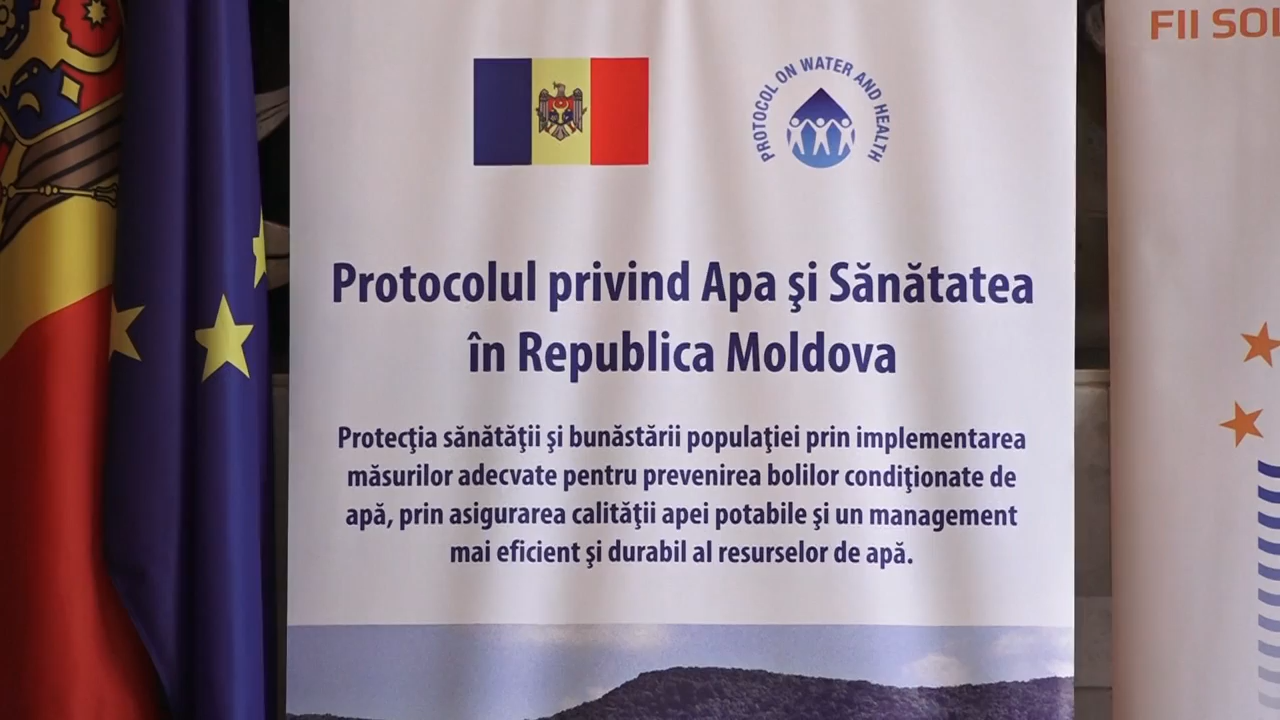 PROTOCOL ON WATER AND HEALTH
FII SOL
Protocolul privind Apa şi Sănătatea
în Republica Moldova
Protecţia sănătăţii şi bunăstării populaţiei prin implementarea
măsurilor adecvate pentru prevenirea bolilor condiţionate de
apă, prin asigurarea calităţii apei potabile şi un management
mai eficient şi durabil al resurselor de apă.